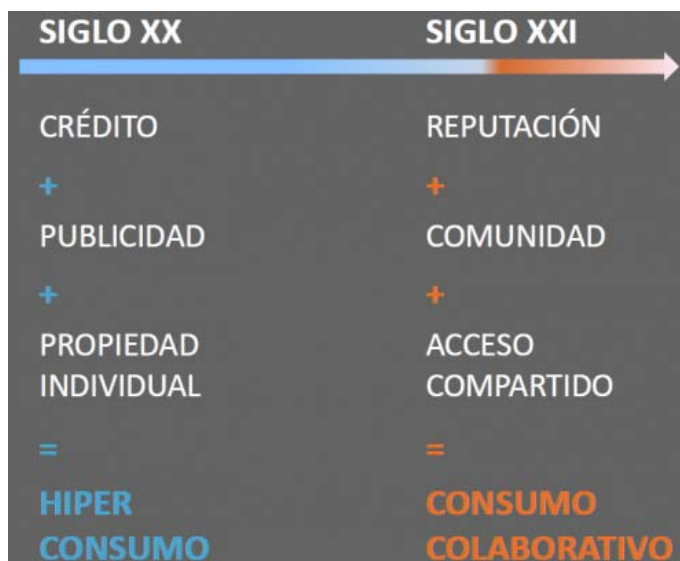 SIGLO XX
CRÉDITO
+
PUBLICIDAD
+
PROPIEDAD
INDIVIDUAL
=
HIPER
CONSUMO
SIGLO XXI
REPUTACIÓN
+
COMUNIDAD
+
ACCESO
COMPARTIDO
=
CONSUMO
COLABORATIVO